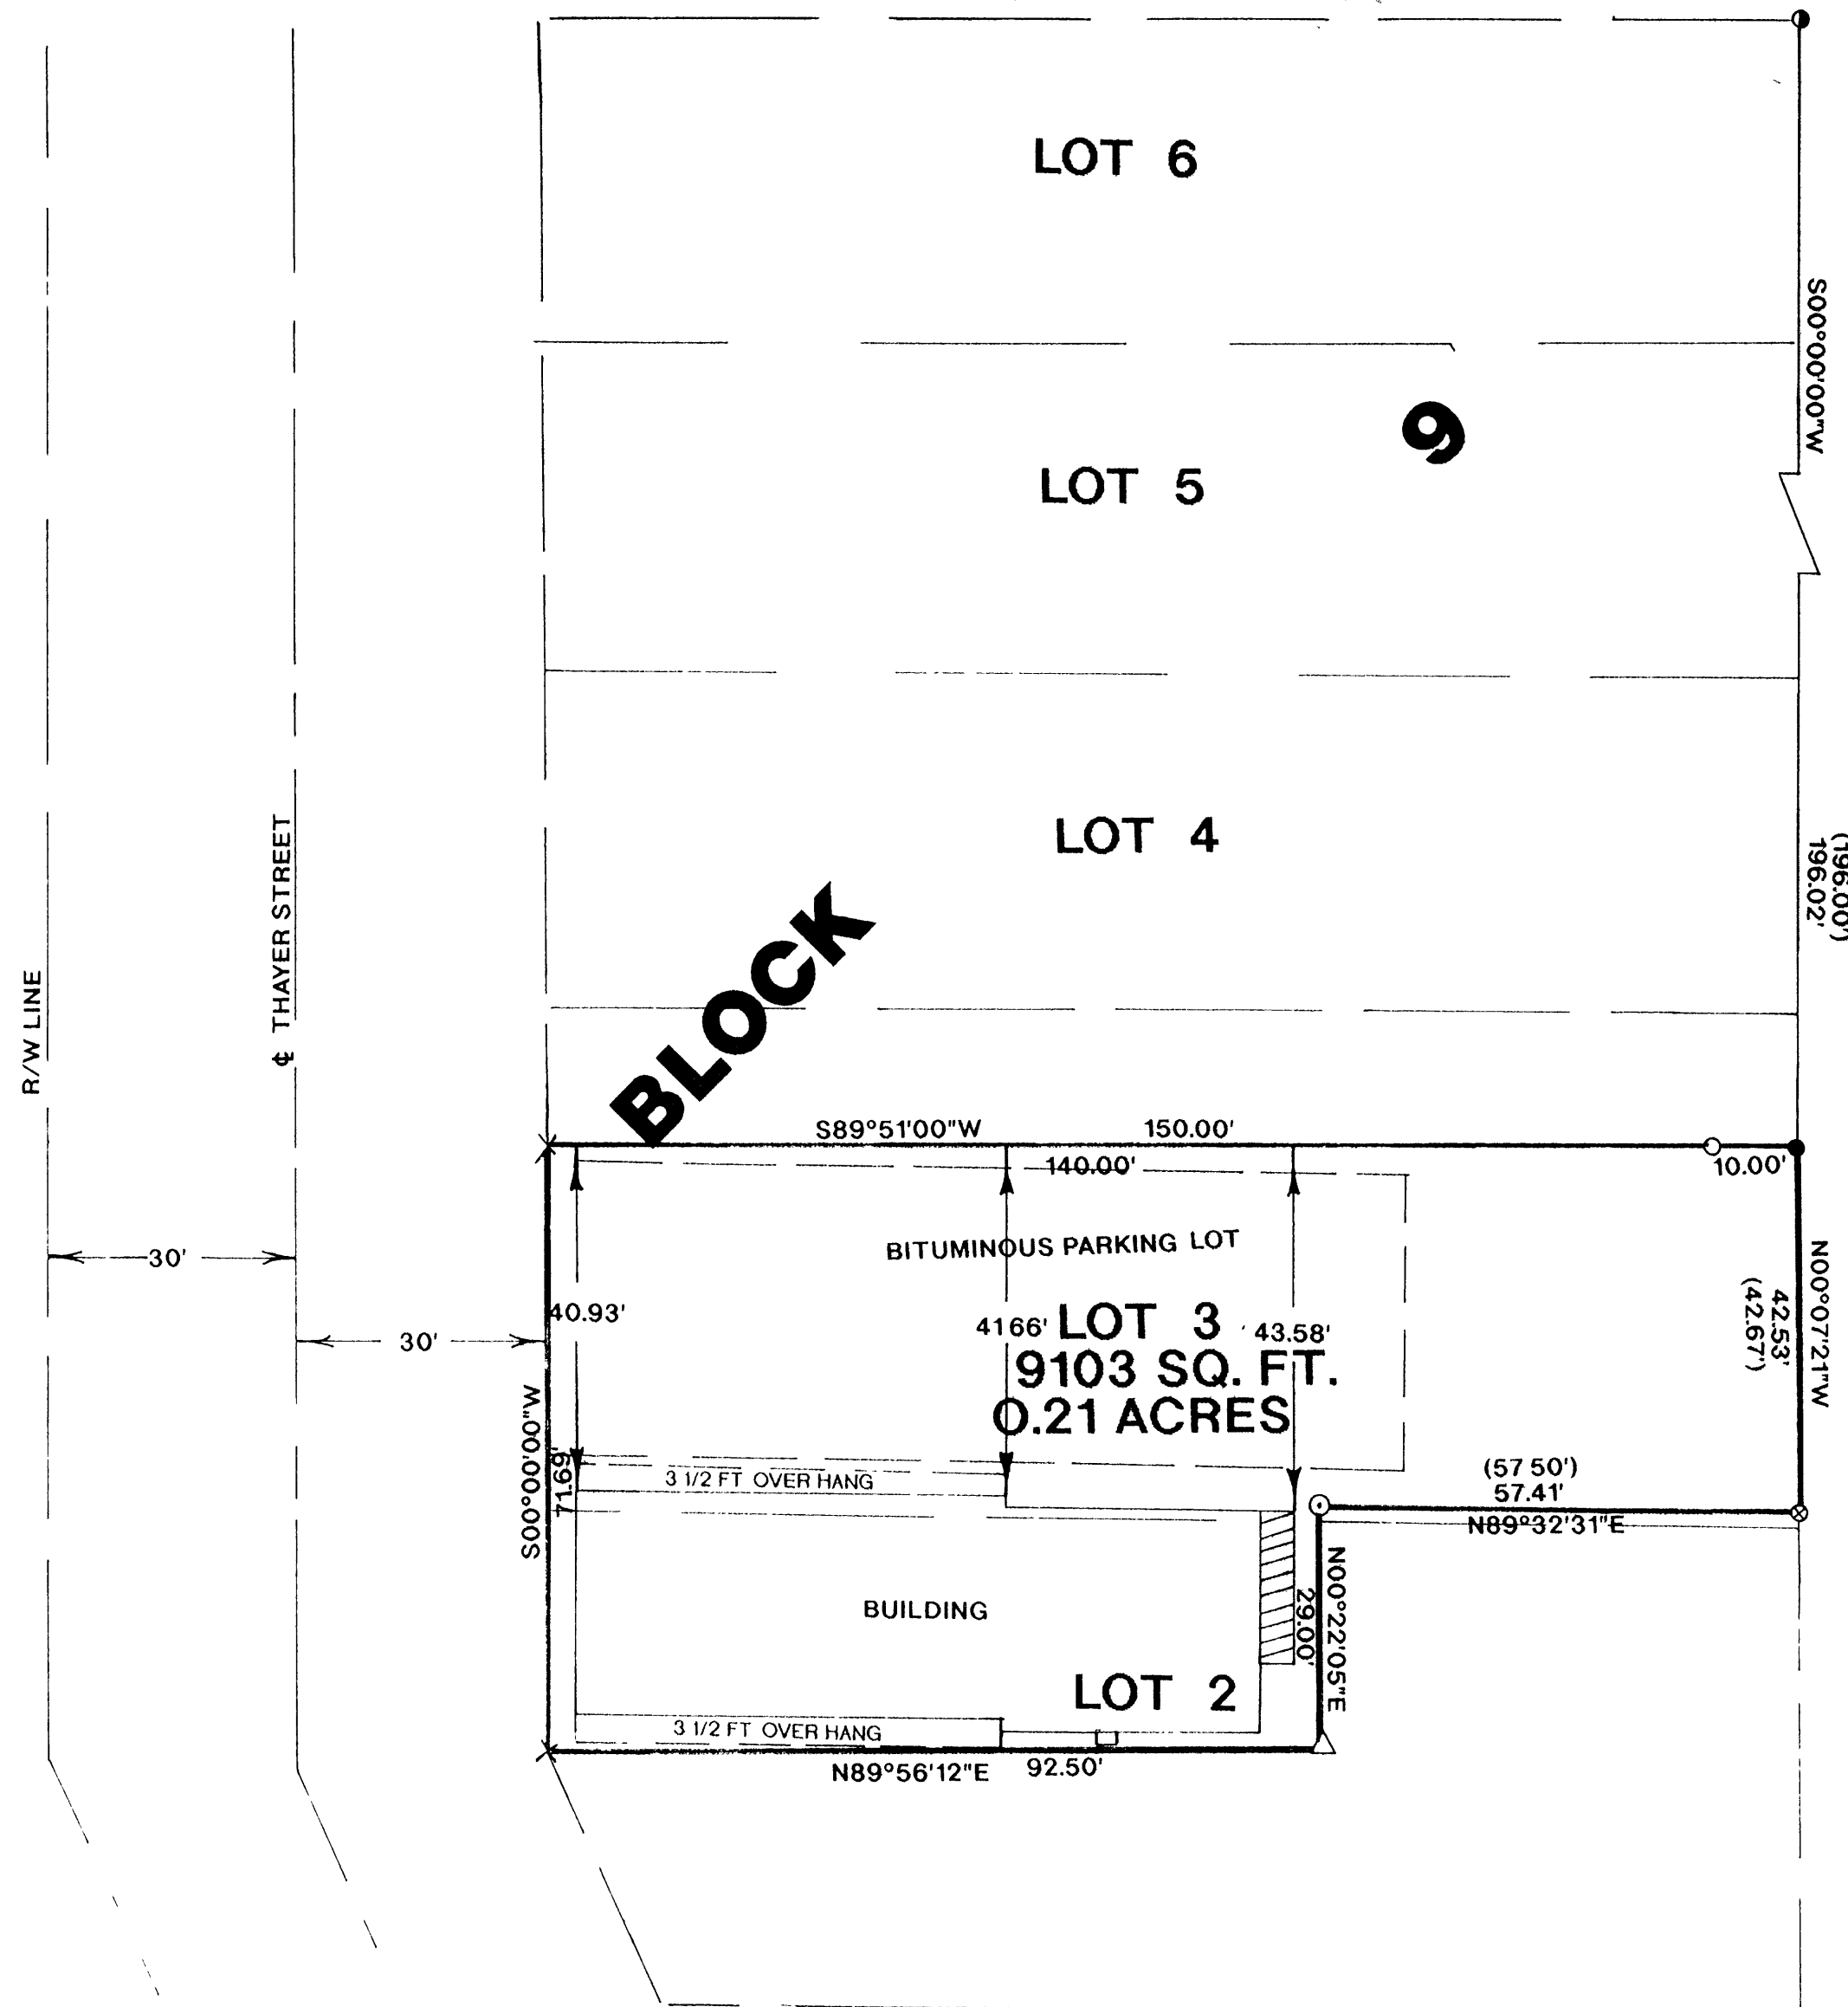 LOT 6
S00°00'00"W
9
LOT 5
LOT 4
(196.00')
196.02'
℄ THAYER STREET
R/W LINE
BLOCK
S89°51'00"W 150.00'
140.00'
10.00'
BITUMINOUS PARKING LOT
30'
30'
40.93'
4166'
LOT 3
43.58'
9103 SQ. FT.
0.21 ACRES
N00°07'21"W
42.53'
(42.67')
S00°00'00"W
71.69'
3 1/2 FT OVER HANG
(57 50')
57.41'
N89°32'31"E
BUILDING
N00°22'05"E
29.00'
LOT 2
3 1/2 FT OVER HANG
N89°56'12"E 92.50'